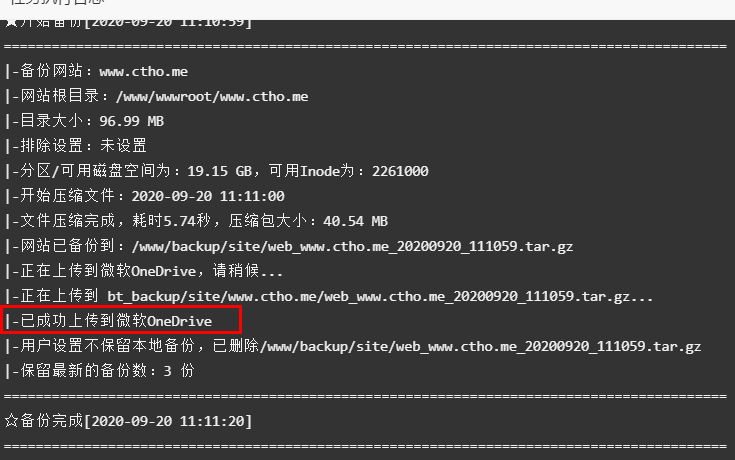 任务执行日志
★开始备份[2020-09-20 11:10:59]
==========================================================================================
|-备份网站：www.ctho.me
|-网站根目录：/www/wwwroot/www.ctho.me
|-目录大小：96.99 MB
|-排除设置：未设置
|-分区/可用磁盘空间为：19.15 GB，可用Inode为：2261000
|-开始压缩文件：2020-09-20 11:11:00
|-文件压缩完成，耗时5.74秒，压缩包大小：40.54 MB
|-网站已备份到：/www/backup/site/web_www.ctho.me_20200920_111059.tar.gz
|-正在上传到微软OneDrive，请稍候...
|-正在上传到 bt_backup/site/www.ctho.me/web_www.ctho.me_20200920_111059.tar.gz...
|-已成功上传到微软OneDrive
|-用户设置不保留本地备份，已删除/www/backup/site/web_www.ctho.me_20200920_111059.tar.gz
|-保留最新的备份数：3 份
==========================================================================================
☆备份完成[2020-09-20 11:11:20]
==========================================================================================